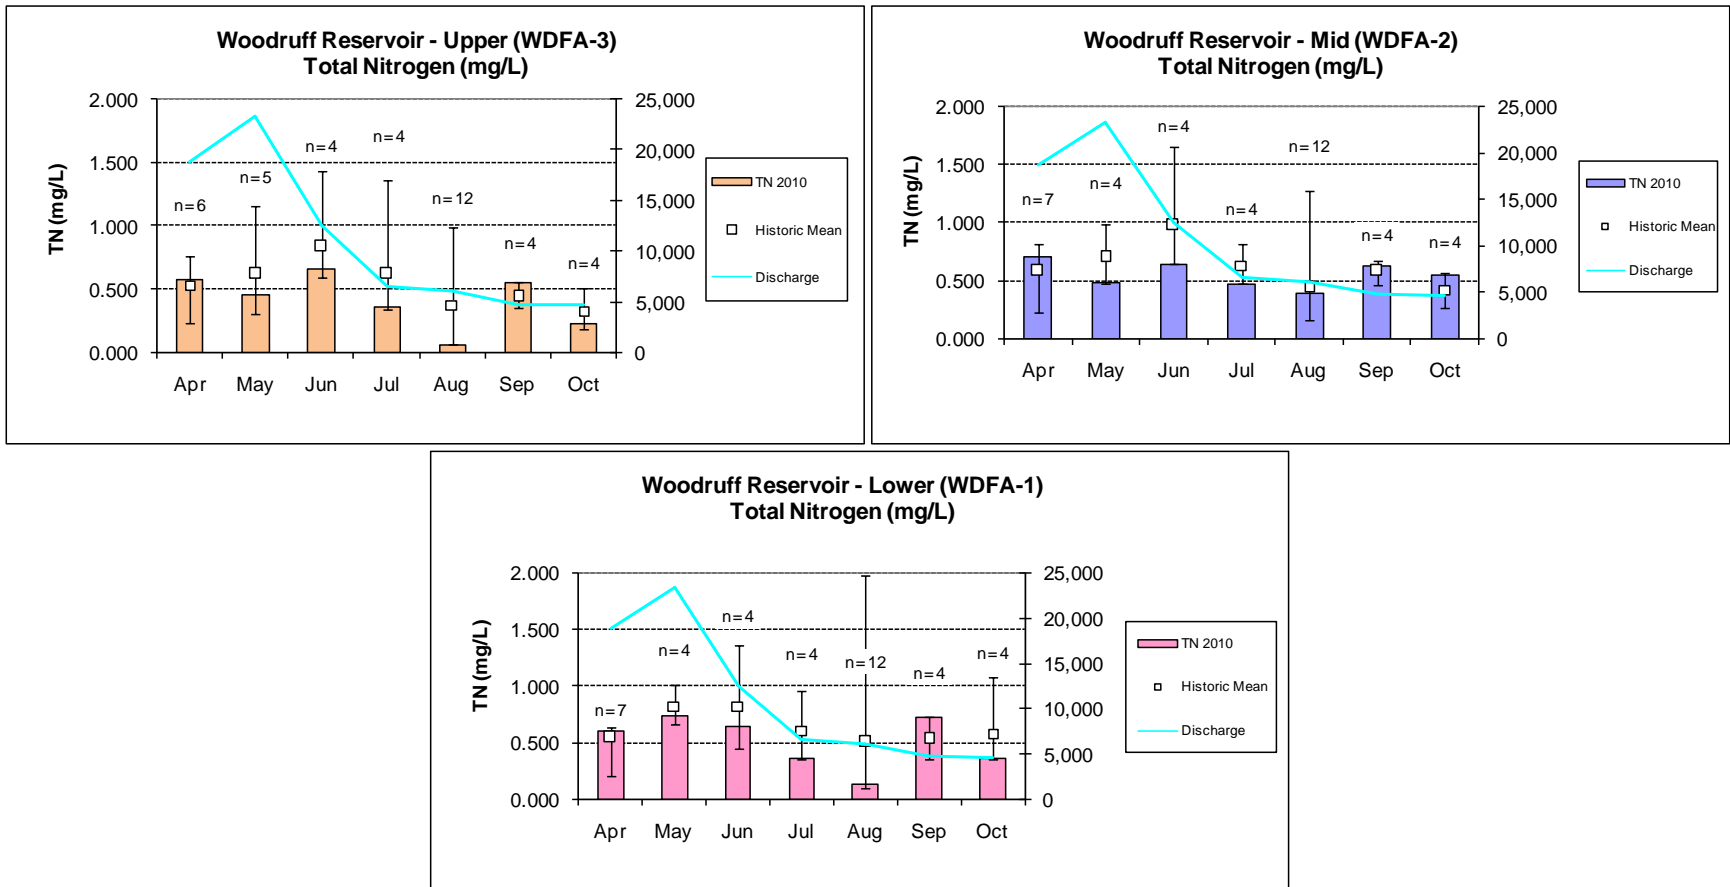 Woodruff Reservoir - Upper (WDFA-3)
Total Nitrogen (mg/L)
TN (mg/L)
2.000
1.500
1.000
0.500
0.000
25,000
20,000
15,000
10,000
5,000
0
n=6
n=5
n=4
n=4
n=12
n=4
n=4
Apr May Jun Jul Aug Sep Oct
TN 2010
Historic Mean
Discharge
Woodruff Reservoir - Mid (WDFA-2)
Total Nitrogen (mg/L)
TN (mg/L)
2.000
1.500
1.000
0.500
0.000
25,000
20,000
15,000
10,000
5,000
0
n=7
n=4
n=4
n=4
n=12
n=4
n=4
Apr May Jun Jul Aug Sep Oct
TN 2010
Historic Mean
Discharge
Woodruff Reservoir - Lower (WDFA-1)
Total Nitrogen (mg/L)
TN (mg/L)
2.000
1.500
1.000
0.500
0.000
25,000
20,000
15,000
10,000
5,000
0
n=7
n=4
n=4
n=4
n=12
n=4
n=4
Apr May Jun Jul Aug Sep Oct
TN 2010
Historic Mean
Discharge